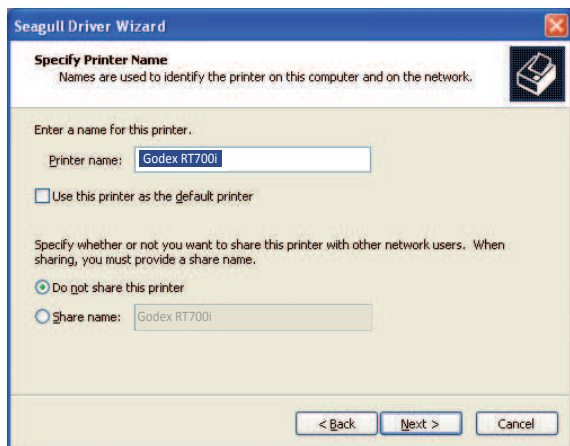 Seagull Driver Wizard
Specify Printer Name
Names are used to identify the printer on this computer and on the network.
Enter a name for this printer.
Printer name: Godex RT700i
Use this printer as the default printer
Specify whether or not you want to share this printer with other network users. When
sharing, you must provide a share name.
Do not share this printer
Share name: Godex RT700i
< Back Next > Cancel